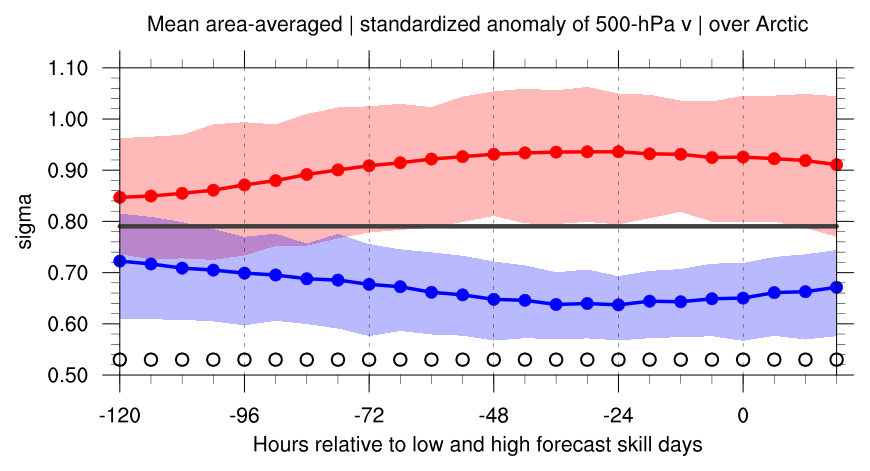 Mean area-averaged | standardized anomaly of 500-hPa v | over Arctic
1.10
1.00
0.90
0.80
0.70
0.60
0.50
sigma
-120 -96 -72 -48 -24 0
Hours relative to low and high forecast skill days